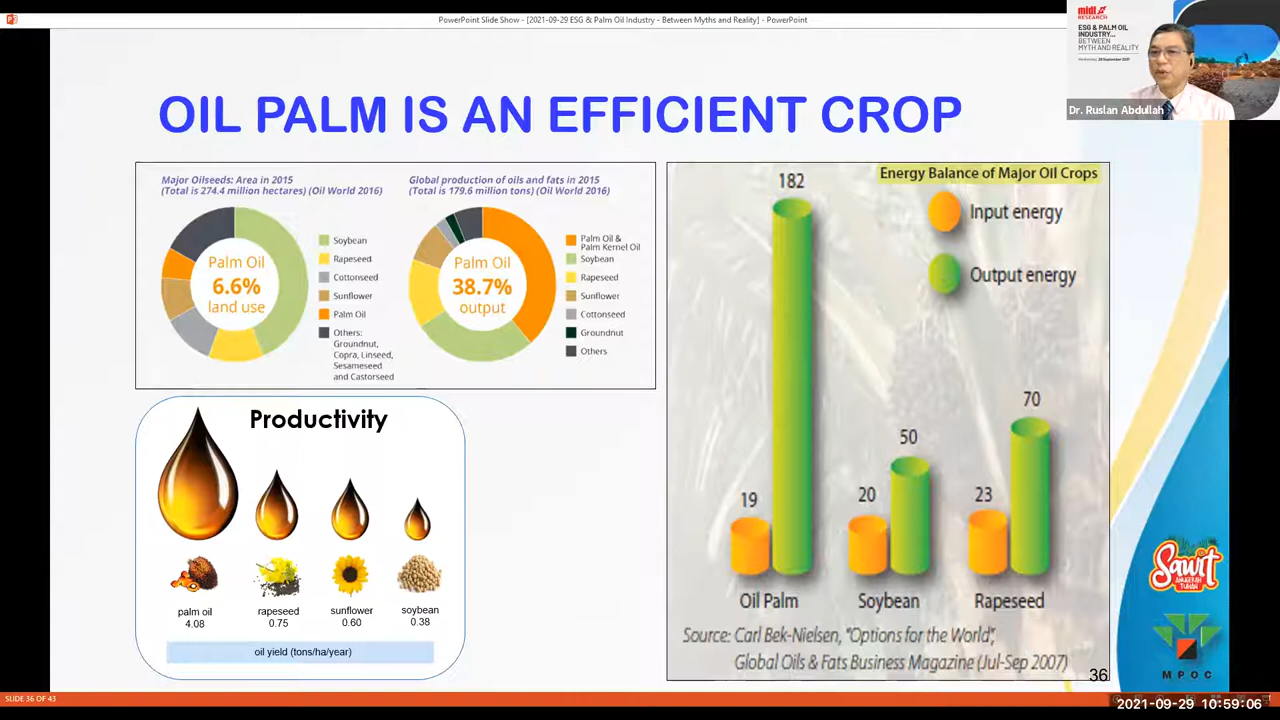 PowerPoint Slide Show - [2021-09-29 ESG & Palm Oil Industry - Between Myths and Reality] - PowerPoint
midi
RESEARCH
ESG & PALM OIL
INDUSTRY...
BETWEEN
MYTH AND REALITY
Wednesday, 29 September 2021
Dr. Ruslan Abdullah
OIL PALM IS AN EFFICIENT CROP
Major Oilseeds: Area in 2015
(Total is 274.4 million hectares) (Oil World 2016)
Palm Oil
6.6%
land use
Soybean
Rapeseed
Cottonseed
Sunflower
Palm Oil
Others:
Groundnut,
Copra, Linseed,
Sesameseed
and Castorseed
Global production of oils and fats in 2015
(Total is 179.6 million tons) (Oil World 2016)
Palm Oil
38.7%
output
Palm Oil &
Palm Kernel Oil
Soybean
Rapeseed
Sunflower
Cottonseed
Groundnut
Others
Energy Balance of Major Oil Crops
Input energy
Output energy
182
19
50
20
70
23
Oil Palm Soybean Rapeseed
Source: Carl Bek-Nielsen, "Options for the World",
Global Oils & Fats Business Magazine (Jul-Sep 2007)
36
Productivity
palm oil rapeseed sunflower soybean
4.08 0.75 0.60 0.38
oil yield (tons/ha/year)
Sawit
ANUGERAH
TUHAN
MPOC
SLIDE 36 OF 43
2021-09-29 10:59:06